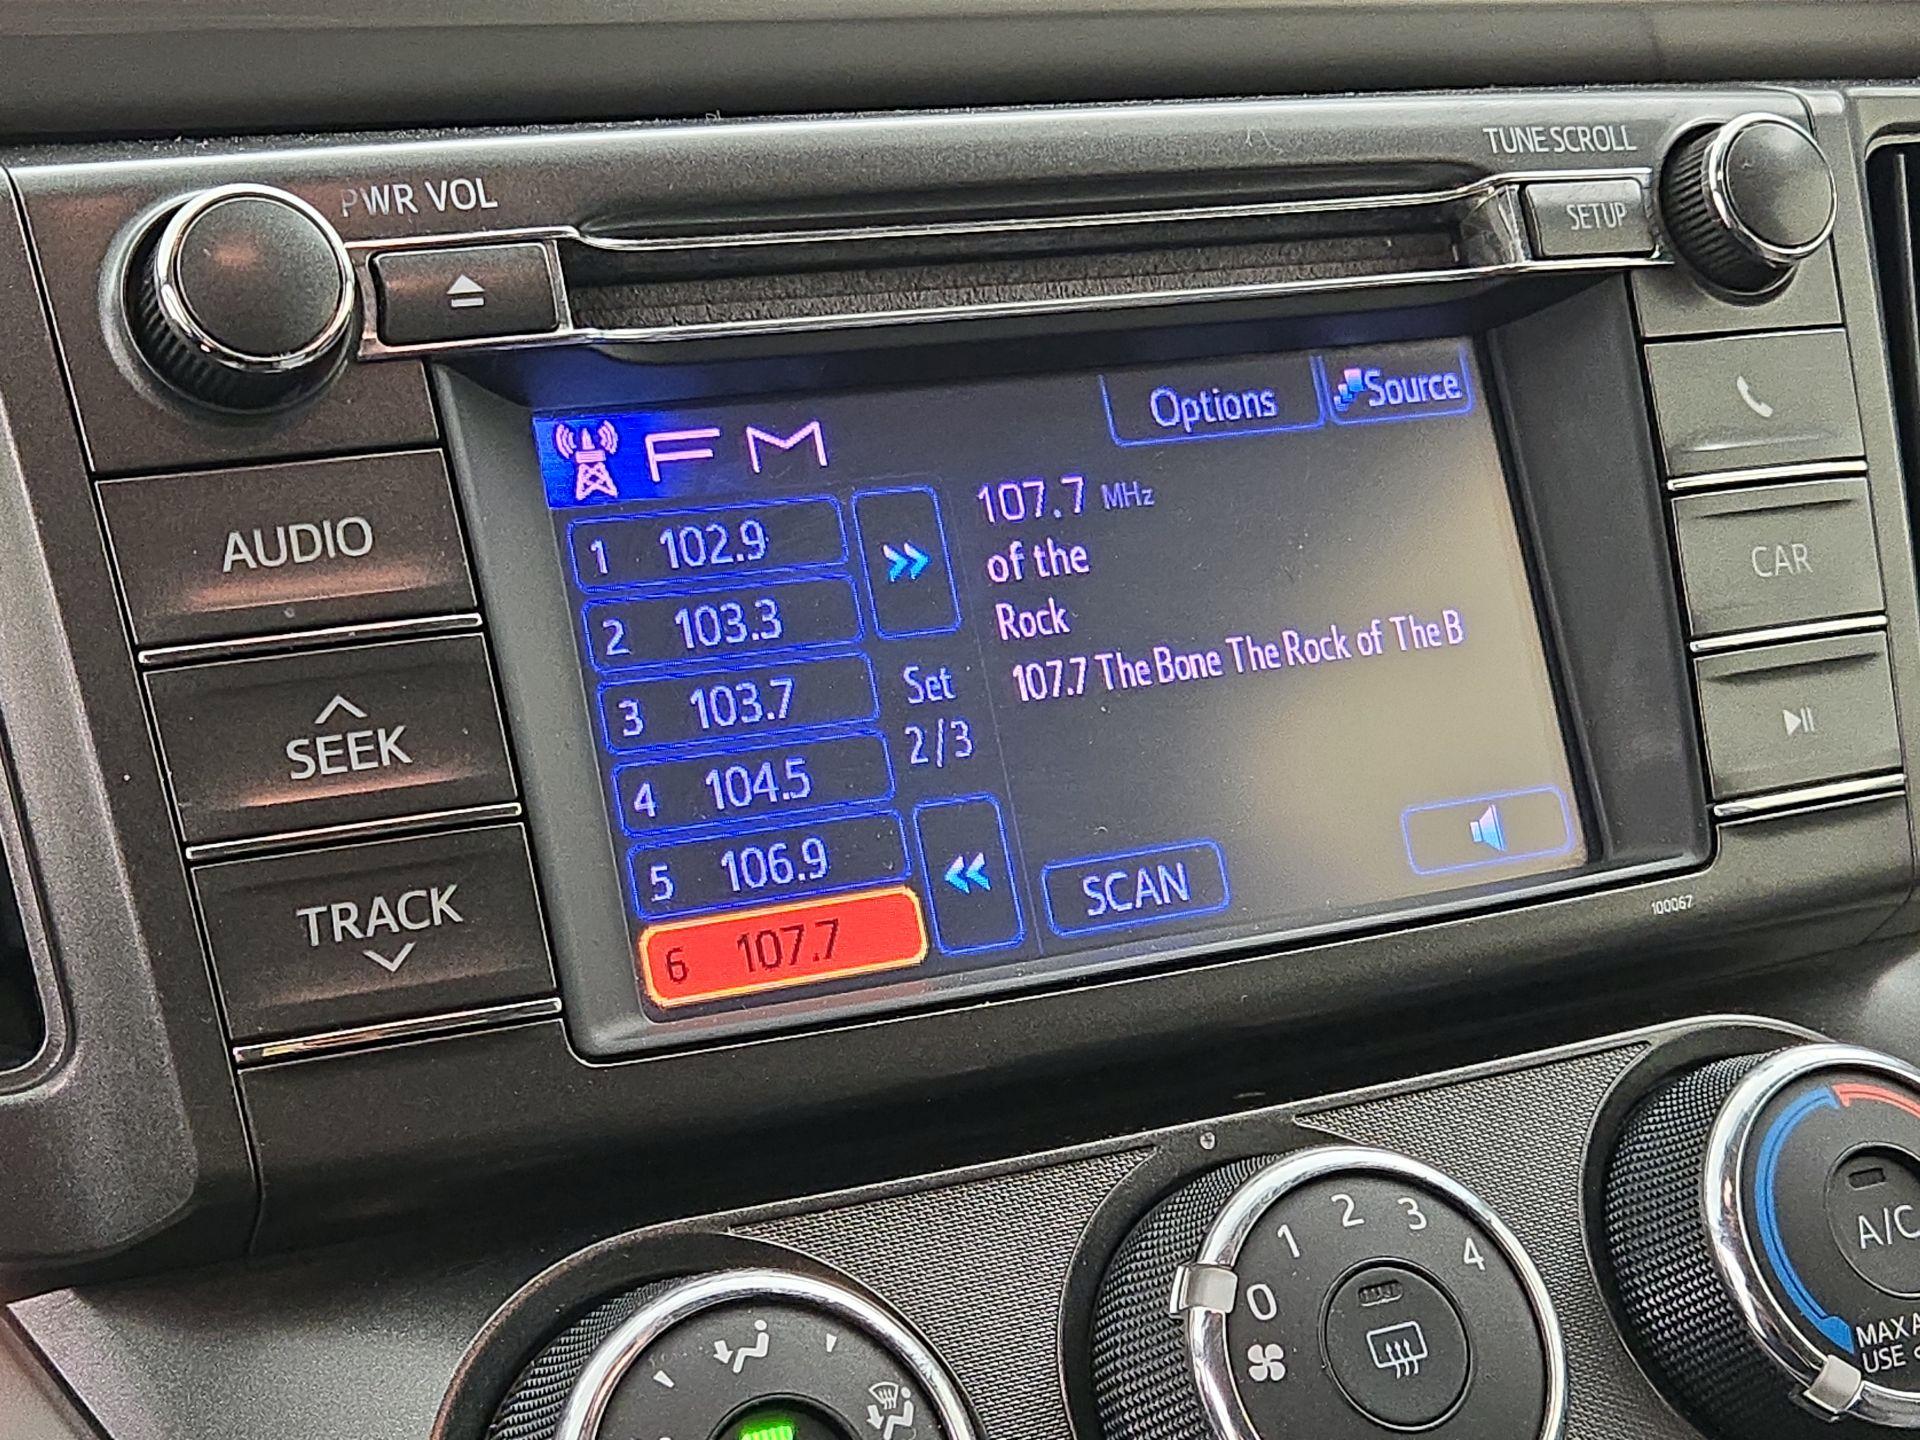 PWR VOL
TUNE SCROLL
SETUP
AUDIO
SEEK
TRACK
CAR
FM
Options
Source
1 102.9
2 103.3
3 103.7
4 104.5
5 106.9
6 107.7
Set
2/3
107.7 MHz
of the
Rock
107.7 The Bone The Rock of The B
SCAN
100067
0 1 2 3 4
A/C
MAX A
USE